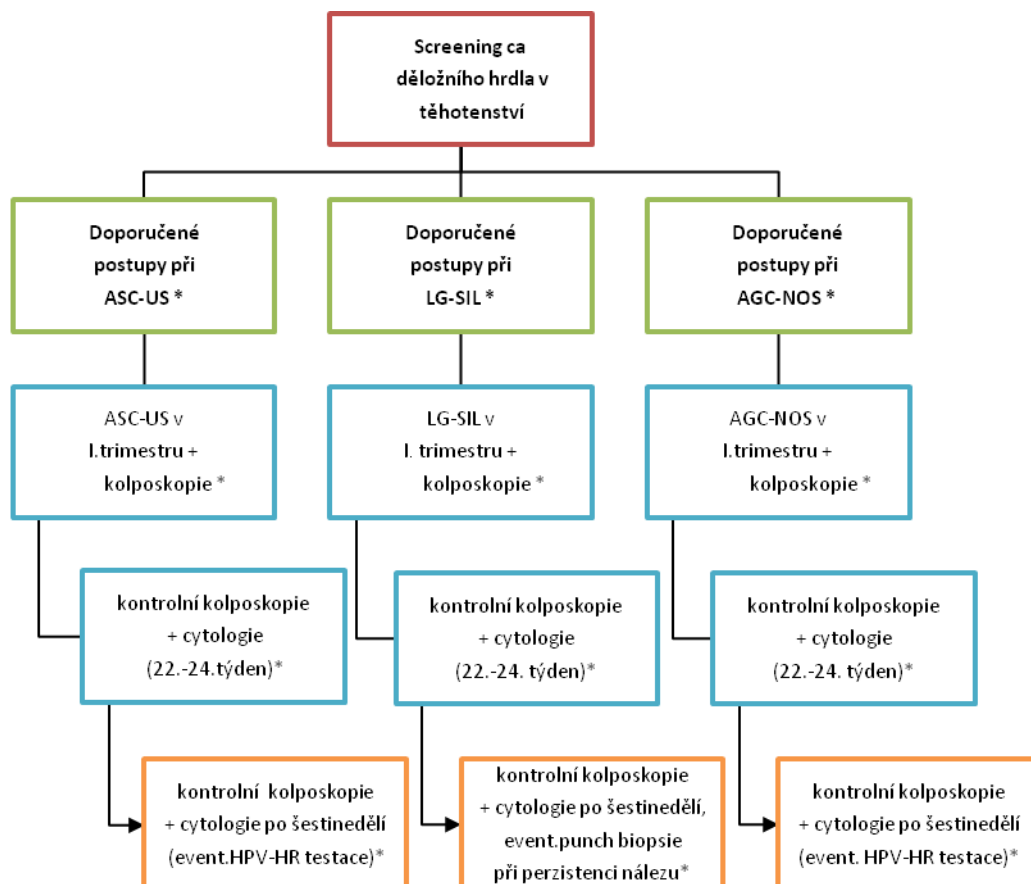 Screening ca
děložního hrdla v
těhotenství
Doporučené
postupy při
ASC-US *
Doporučené
postupy při
LG-SIL *
Doporučené
postupy při
AGC-NOS *
ASC-US v
I.trimestru +
kolposkopie *
LG-SIL v
I. trimestru +
kolposkopie *
AGC-NOS v
I.trimestru +
kolposkopie *
kontrolní kolposkopie
+ cytologie
(22.-24.týden)*
kontrolní kolposkopie
+ cytologie
(22.-24. týden)*
kontrolní kolposkopie
+ cytologie
(22.-24. týden)*
kontrolní kolposkopie
+ cytologie po šestinedělí
(event.HPV-HR testace)*
kontrolní kolposkopie
+ cytologie po šestinedělí,
event.punch biopsie
při perzistenci nálezu*
kontrolní kolposkopie
+ cytologie po šestinedělí
(event. HPV-HR testace)*